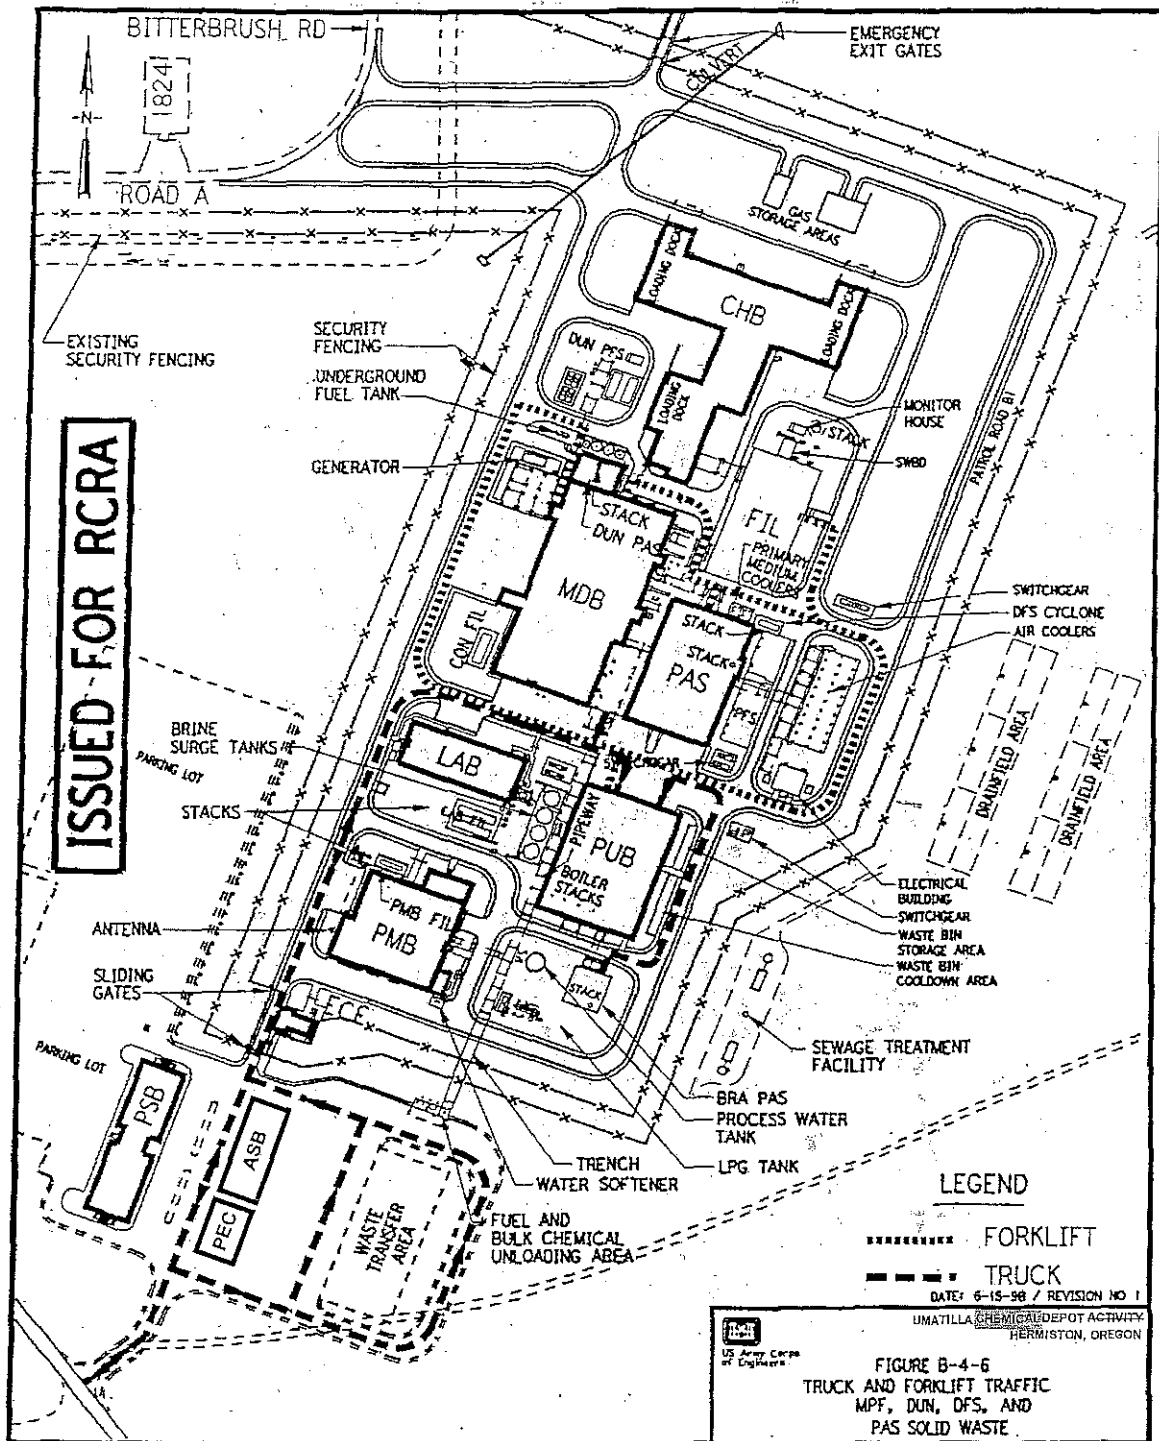 BITTERBRUSH RD
EMERGENCY
EXIT GATES
CULVART
1824
-N-
ROAD A
GAS
STORAGE AREAS
LOADING DOCK
CHB
LOADING DOCK
EXISTING
SECURITY FENCING
SECURITY
FENCING
DUN PFS
UNDERGROUND
FUEL TANK
LOADING
DOCK
MONITOR
HOUSE
STACK
SWBD
PATROL ROAD B1
GENERATOR
ISSUED FOR RCRA
STACK
DUN PAS
FIL
FIL
PRIMARY
MEDIUM
COOLERS
MDB
SWITCHGEAR
DFS CYCLONE
AIR COOLERS
CON FIL
STACK
STACK
PAS
PFS
DRAINFIELD AREA
DRAINFIELD AREA
BRINE
SURGE TANKS
PARKING LOT
LAB
STACKS
LAB FIL
PIPEWAY
PUB
BOILER
STACKS
ELECTRICAL
BUILDING
SWITCHGEAR
WASTE BIN
STORAGE AREA
WASTE BIN
COOLDOWN AREA
PMB FIL
PMB
ANTENNA
STACK
SLIDING
GATES
ECF
PARKING LOT
PSB
SEWAGE TREATMENT
FACILITY
BRA PAS
PROCESS WATER
TANK
LPG TANK
ASB
PEC
TRENCH
WATER SOFTENER
WASTE
TRANSFER
AREA
FUEL AND
BULK CHEMICAL
UNLOADING AREA
LEGEND
FORKLIFT
TRUCK
DATE: 6-15-98 / REVISION NO 1
UMATILLA CHEMICAL DEPOT ACTIVITY
HERMISTON, OREGON
US Army Corps
of Engineers
FIGURE B-4-6
TRUCK AND FORKLIFT TRAFFIC
MPF, DUN, DFS, AND
PAS SOLID WASTE